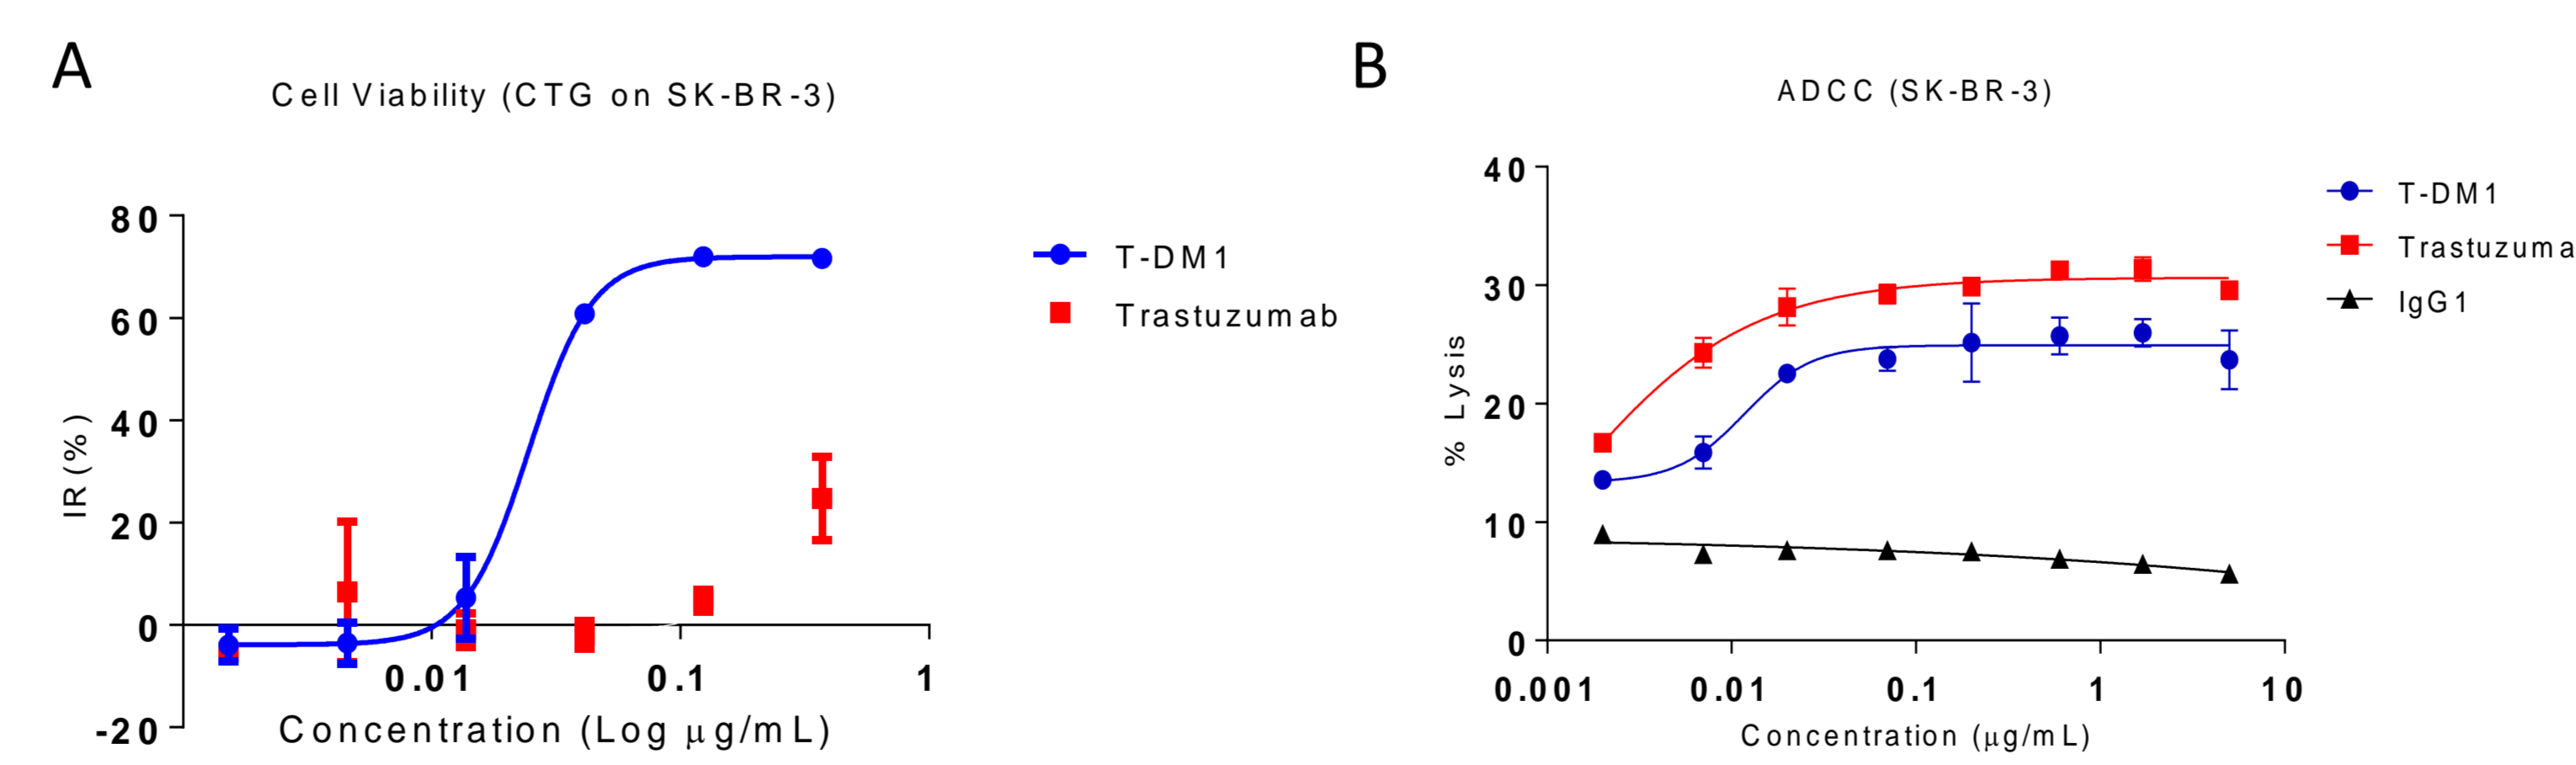 A
Cell Viability (CTG on SK-BR-3)
80
60
40
20
0
-20
IR (%)
0.01
0.1
1
Concentration (Log μg/mL)
T-DM1
Trastuzumab
B
ADCC (SK-BR-3)
40
30
20
10
0
% Lysis
0.001
0.01
0.1
1
10
Concentration (μg/mL)
T-DM1
Trastuzuma
IgG1